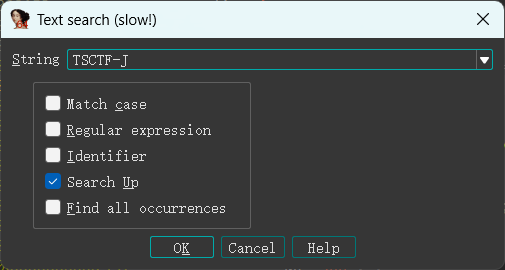 Text search (slow!)
String TSCTF-J
Match case
Regular expression
Identifier
Search Up
Find all occurrences
OK Cancel Help